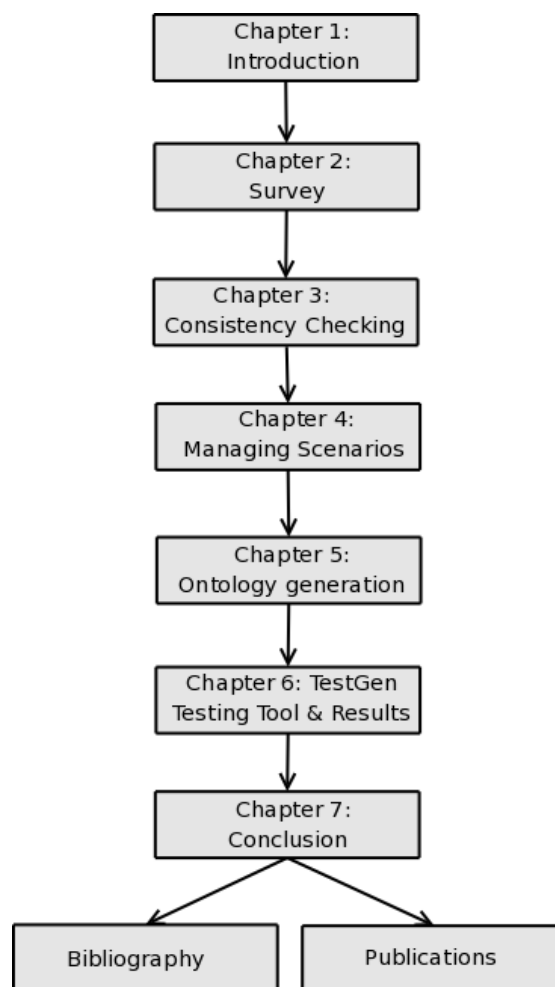 Chapter 1:
Introduction
Chapter 2:
Survey
Chapter 3:
Consistency Checking
Chapter 4:
Managing Scenarios
Chapter 5:
Ontology generation
Chapter 6: TestGen
Testing Tool & Results
Chapter 7:
Conclusion
Bibliography
Publications